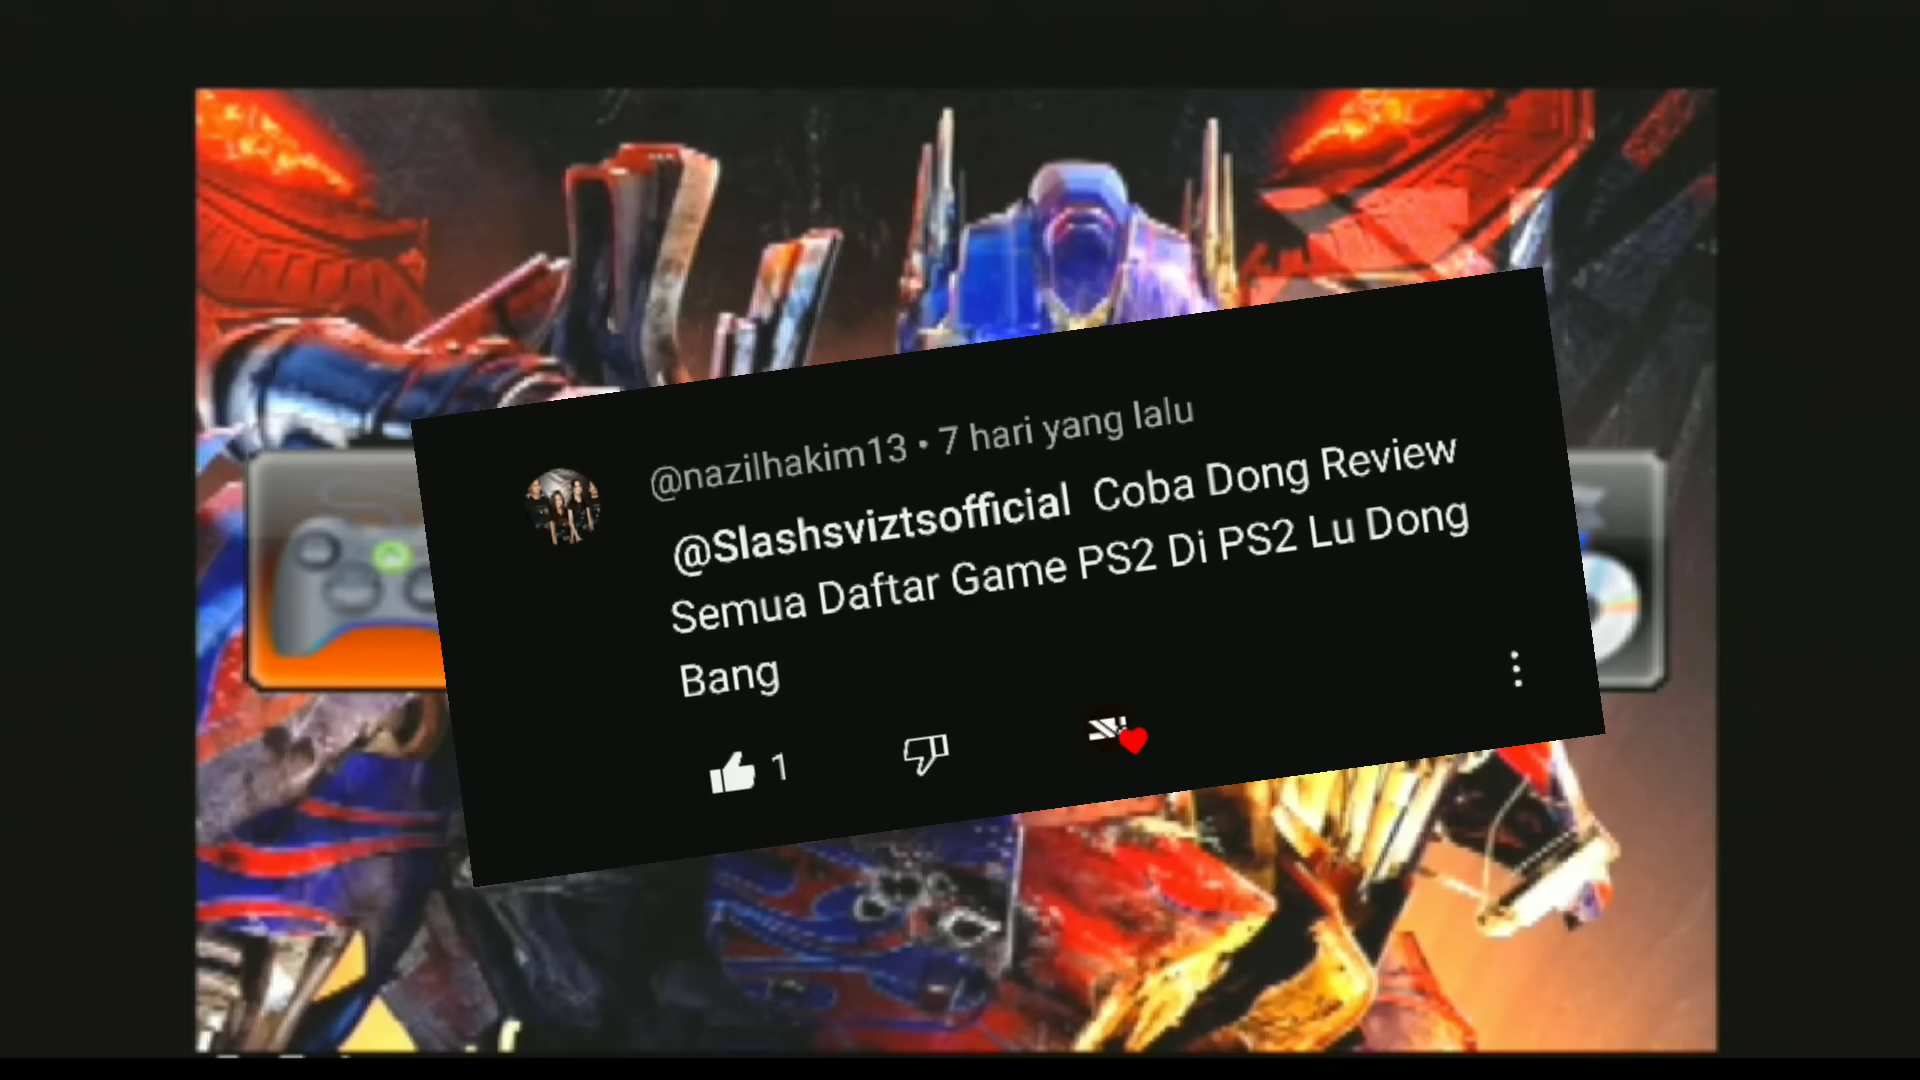 @nazilhakim13 • 7 hari yang lalu
@Slashsviztsofficial Coba Dong Review
Semua Daftar Game PS2 Di PS2 Lu Dong
Bang
1